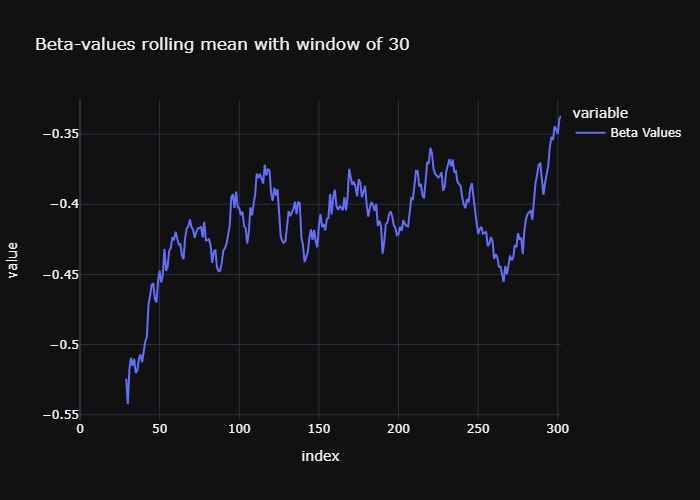 Beta-values rolling mean with window of 30
variable
Beta Values
−0.35
−0.4
−0.45
−0.5
−0.55
value
0 50 100 150 200 250 300
index